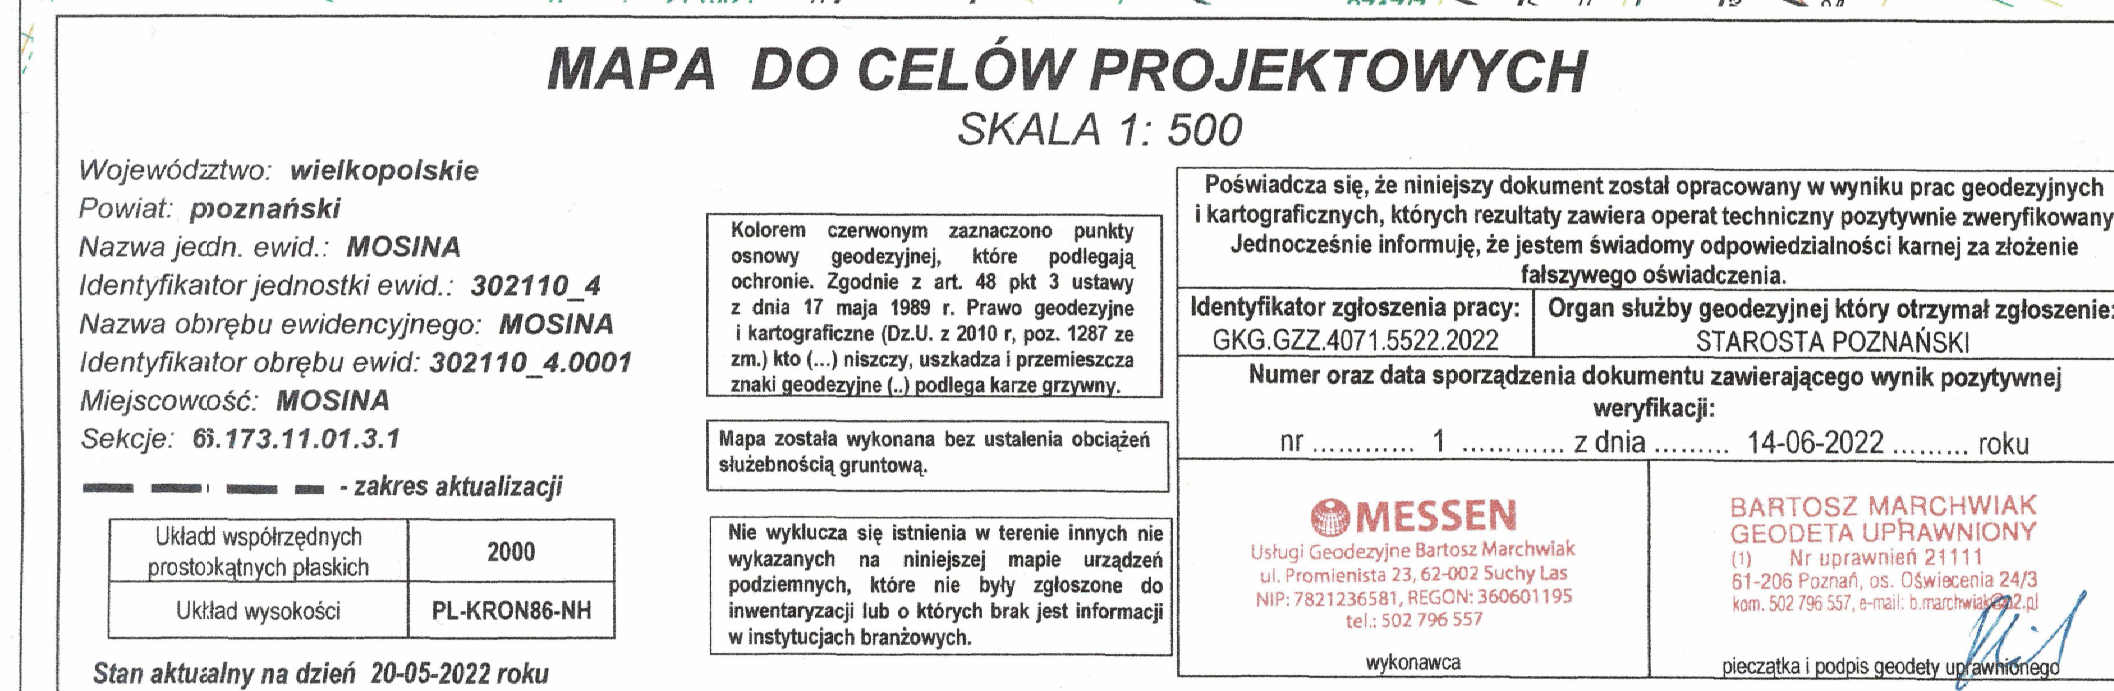 MAPA DO CELÓW PROJEKTOWYCH
SKALA 1: 500
Województwo: wielkopolskie
Powiat: poznański
Nazwa jedn. ewid.: MOSINA
Identyfikator jednostki ewid.: 302110_4
Nazwa obrębu ewidencyjnego: MOSINA
Identyfikator obrębu ewid: 302110_4.0001
Miejscowość: MOSINA
Sekcje: 6.173.11.01.3.1
- zakres aktualizacji
Układ współrzędnych
prostokątnych płaskich
2000
Układ wysokości
PL-KRON86-NH
Stan aktualny na dzień 20-05-2022 roku
Kolorem czerwonym zaznaczono punkty
osnowy geodezyjnej, które podlegają
ochronie. Zgodnie z art. 48 pkt 3 ustawy
z dnia 17 maja 1989 r. Prawo geodezyjne
i kartograficzne (Dz.U. z 2010 r, poz. 1287 ze
zm.) kto (...) niszczy, uszkadza i przemieszcza
znaki geodezyjne (..) podlega karze grzywny.
Mapa została wykonana bez ustalenia obciążeń
służebnością gruntową.
Nie wyklucza się istnienia w terenie innych nie
wykazanych na niniejszej mapie urządzeń
podziemnych, które nie były zgłoszone do
inwentaryzacji lub o których brak jest informacji
w instytucjach branżowych.
Poświadcza się, że niniejszy dokument został opracowany w wyniku prac geodezyjnych
i kartograficznych, których rezultaty zawiera operat techniczny pozytywnie zweryfikowany
Jednocześnie informuję, że jestem świadomy odpowiedzialności karnej za złożenie
fałszywego oświadczenia.
Identyfikator zgłoszenia pracy:
GKG.GZZ.4071.5522.2022
Organ służby geodezyjnej który otrzymał zgłoszenie:
STAROSTA POZNAŃSKI
Numer oraz data sporządzenia dokumentu zawierającego wynik pozytywnej
weryfikacji:
nr ............ 1 ............ z dnia ......... 14-06-2022 ......... roku
MESSEN
Usługi Geodezyjne Bartosz Marchwiak
ul. Promienista 23, 62-002 Suchy Las
NIP: 7821236581, REGON: 360601195
tel.: 502 796 557
wykonawca
BARTOSZ MARCHWIAK
GEODETA UPRAWNIONY
(1) Nr uprawnień 21111
61-206 Poznań, os. Oświecenia 24/3
kom. 502 796 557, e-mail: b.marchwiak@o2.pl
pieczątka i podpis geodety uprawnionego